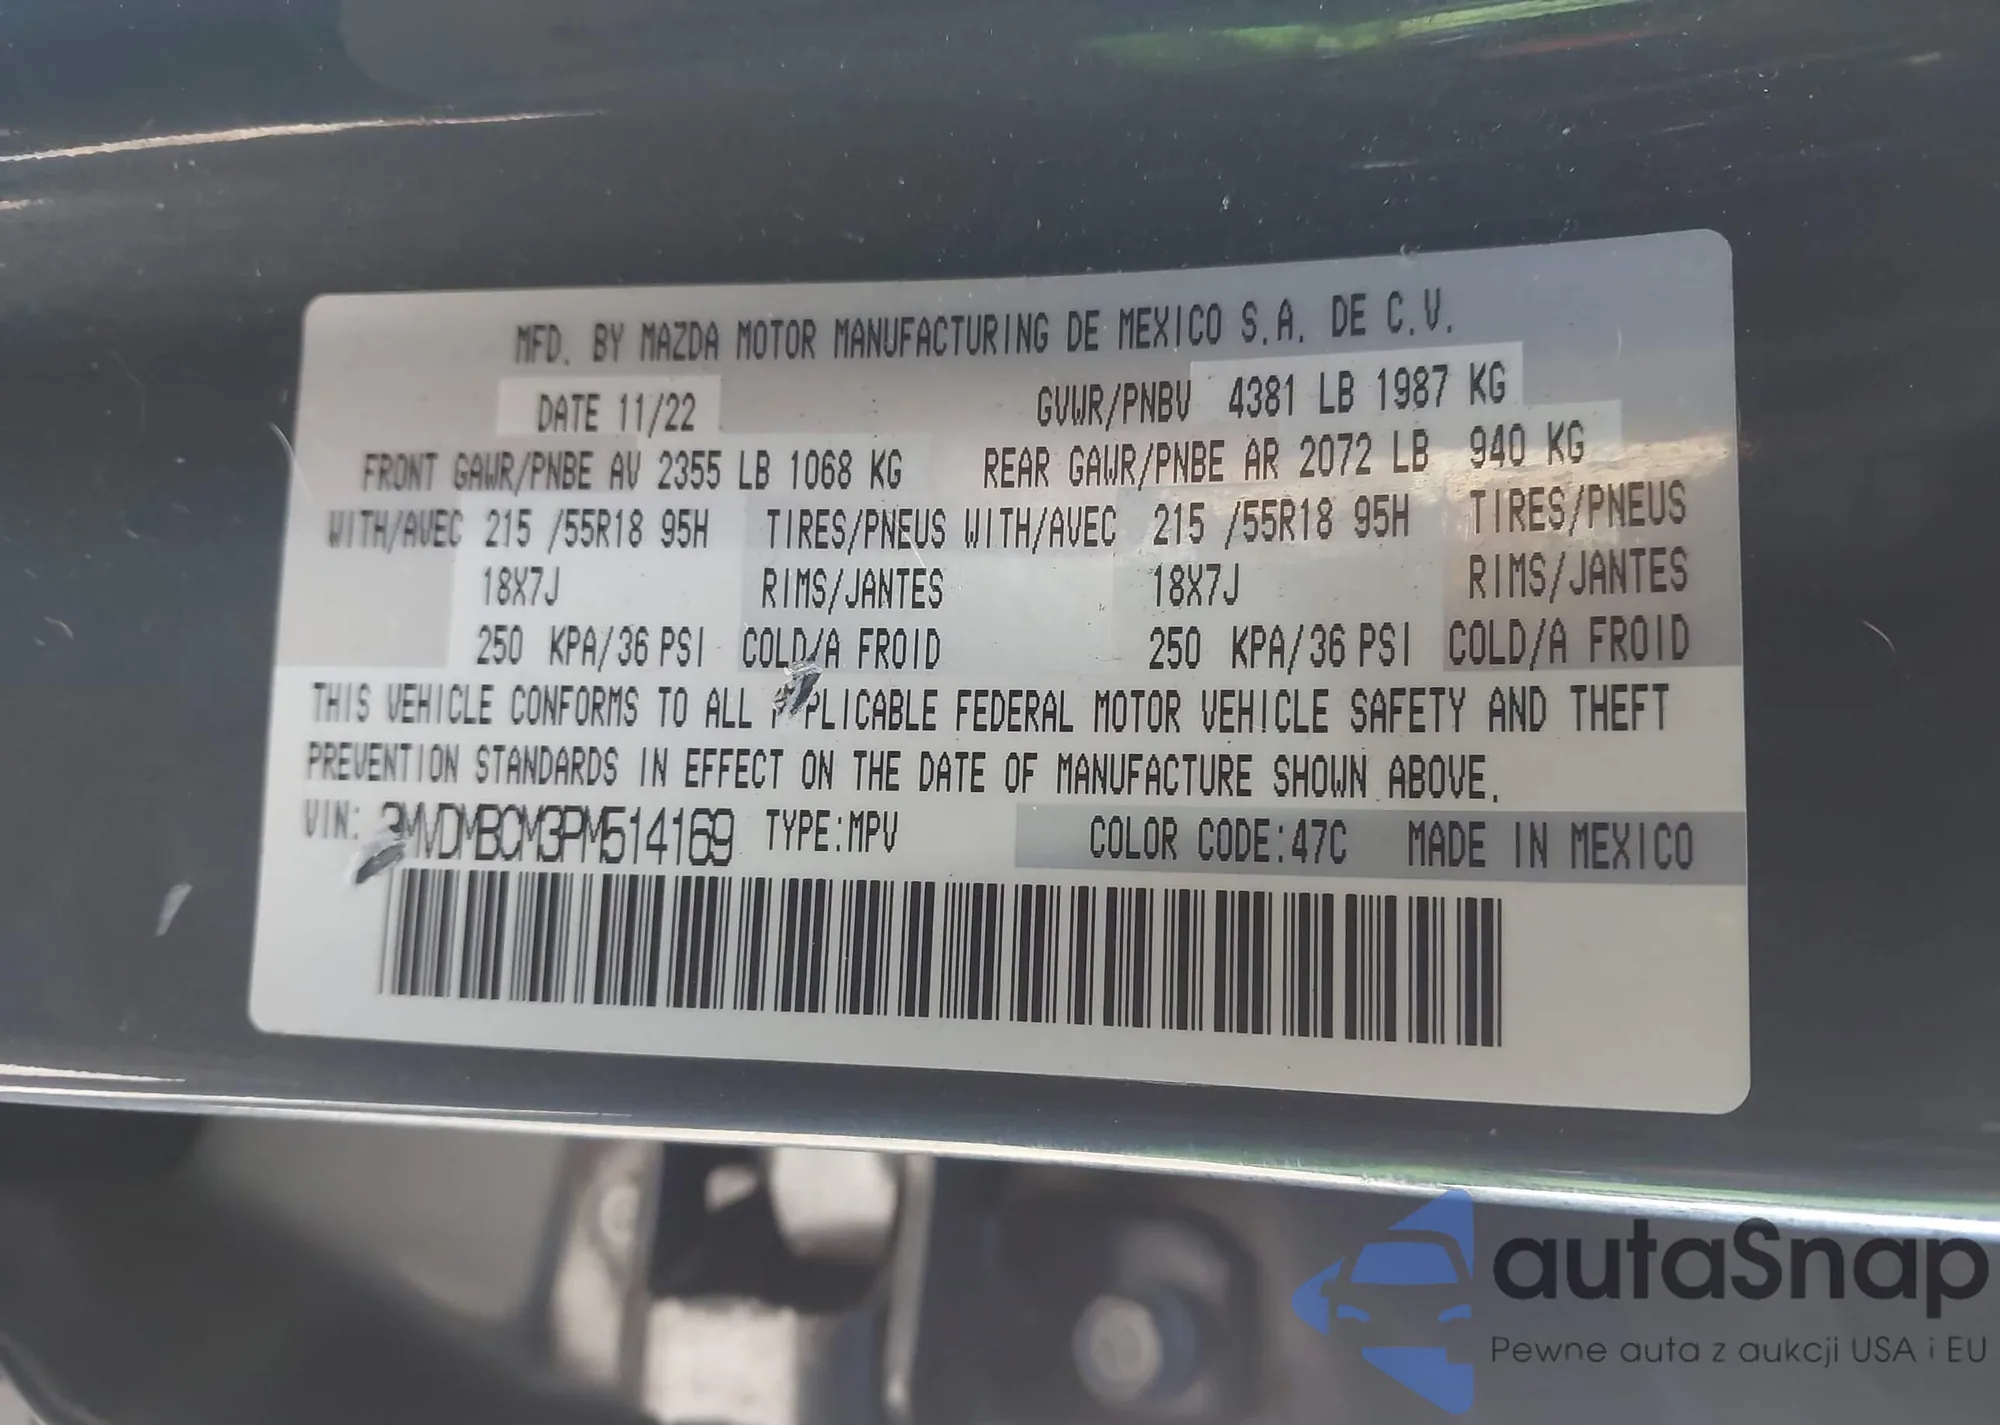 MFD. BY MAZDA MOTOR MANUFACTURING DE MEXICO S.A. DE C.V.
DATE 11/22 GVWR/PNBV 4381 LB 1987 KG
FRONT GAWR/PNBE AV 2355 LB 1068 KG REAR GAWR/PNBE AR 2072 LB 940 KG
WITH/AVEC 215 /55R18 95H TIRES/PNEUS WITH/AVEC 215 /55R18 95H TIRES/PNEUS
18X7J RIMS/JANTES 18X7J RIMS/JANTES
250 KPA/36 PSI COLD/A FROID 250 KPA/36 PSI COLD/A FROID
THIS VEHICLE CONFORMS TO ALL APPLICABLE FEDERAL MOTOR VEHICLE SAFETY AND THEFT
PREVENTION STANDARDS IN EFFECT ON THE DATE OF MANUFACTURE SHOWN ABOVE.
VIN: 3MVDMBCM3PM514169 TYPE:MPV COLOR CODE:47C MADE IN MEXICO
autaSnap
Pewne auta z aukcji USA i EU